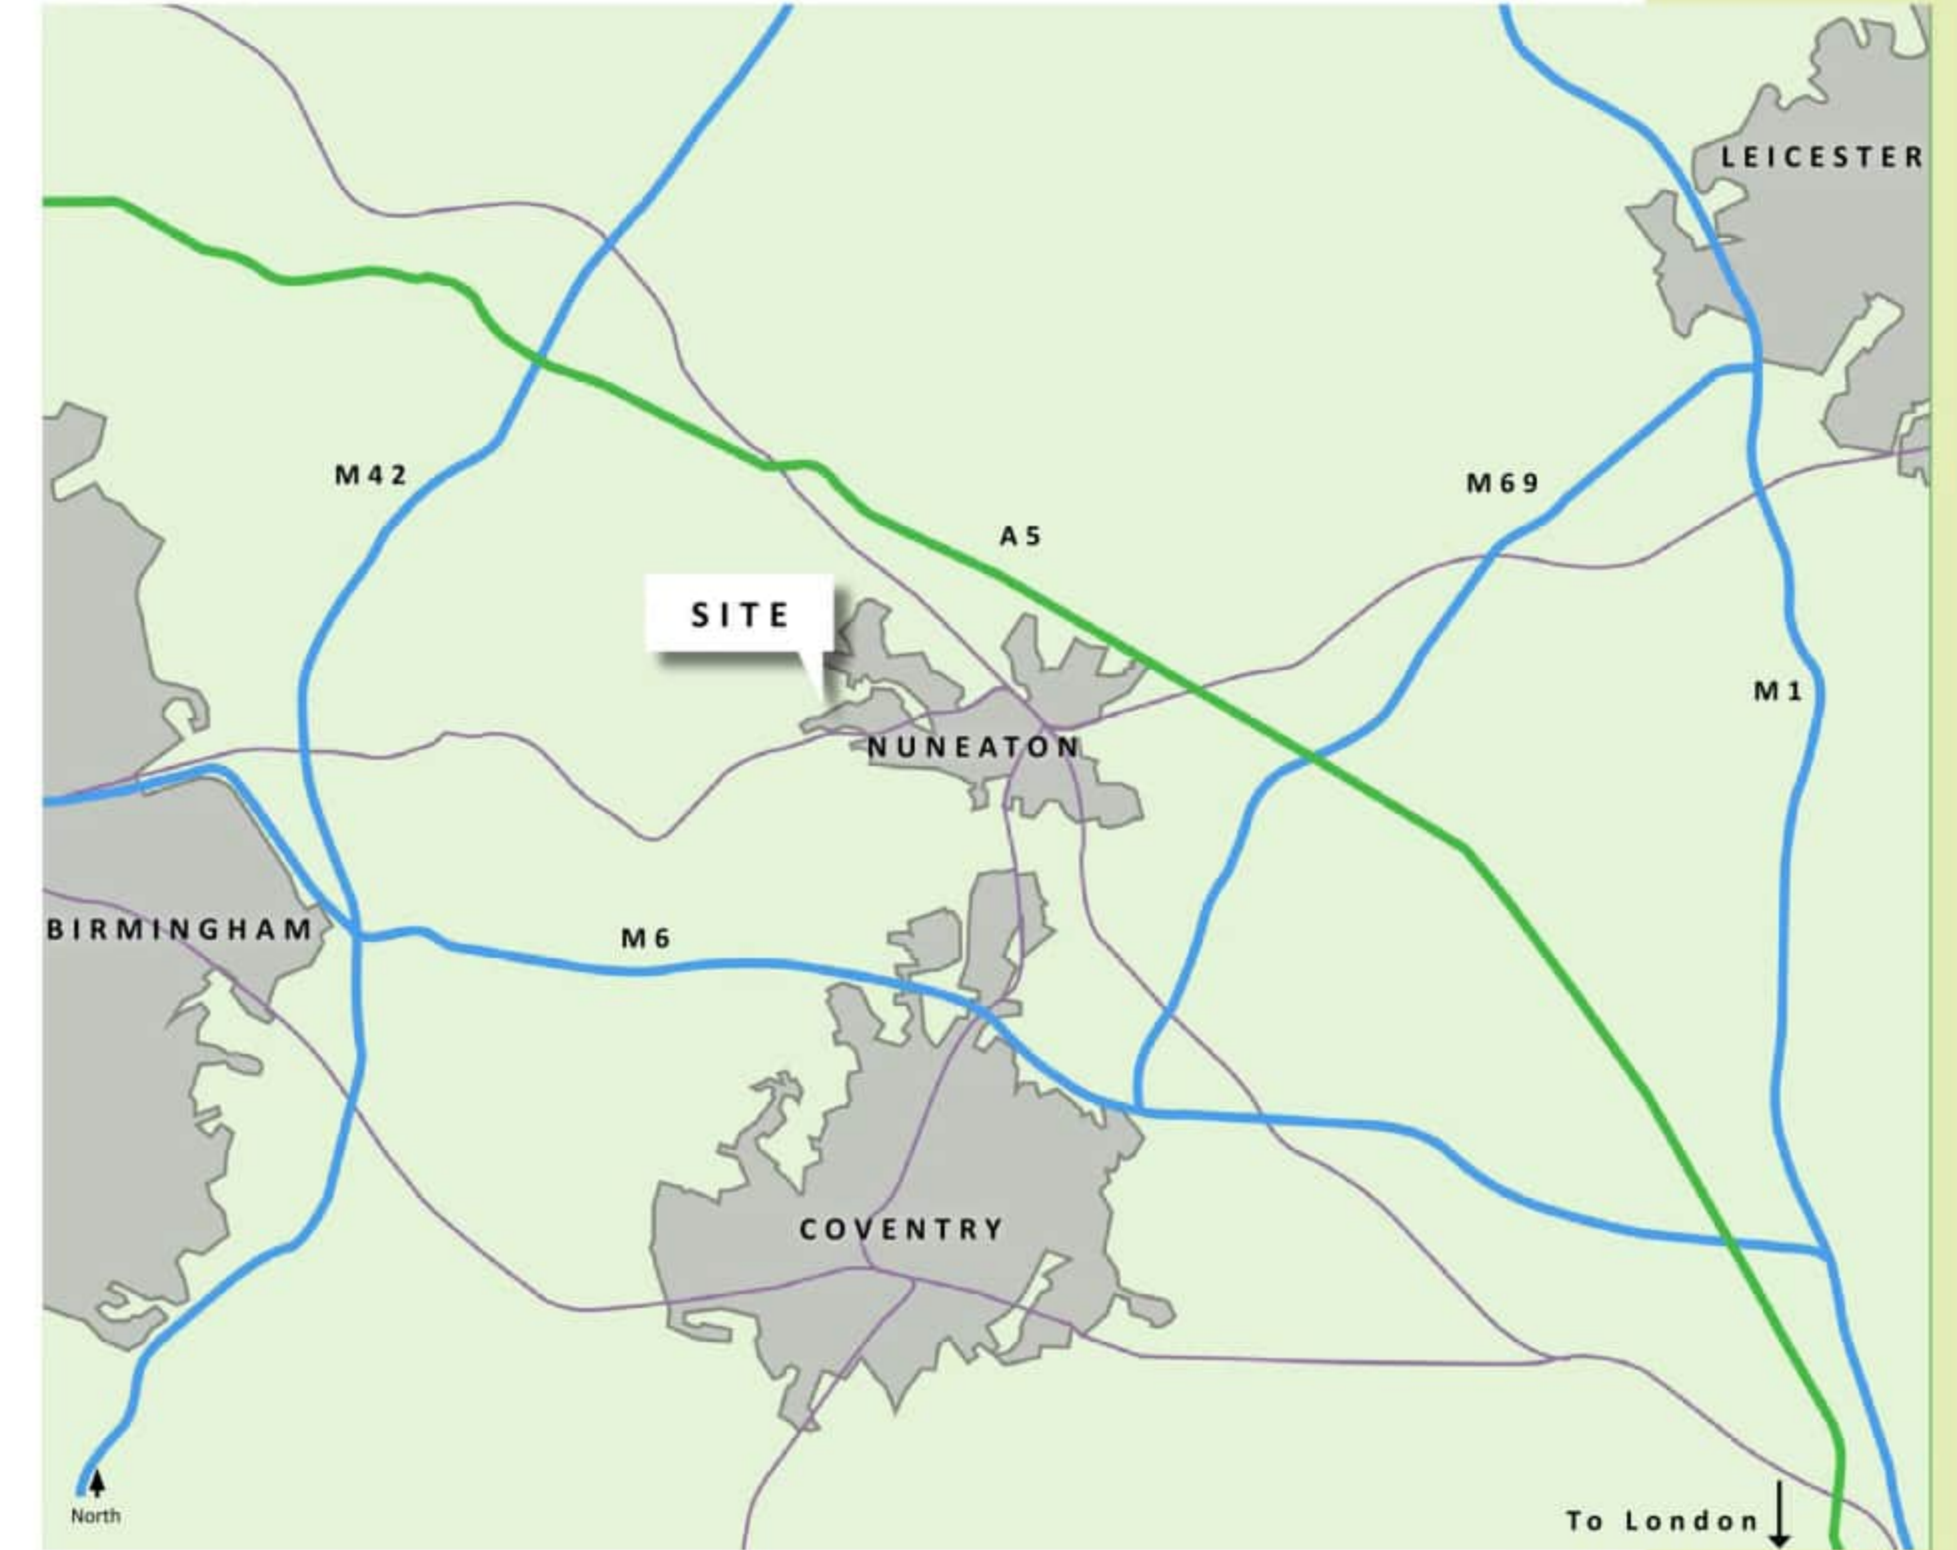 LEICESTER
M42
M69
A5
SITE
M1
NUNEATON
BIRMINGHAM
M6
COVENTRY
North
To London